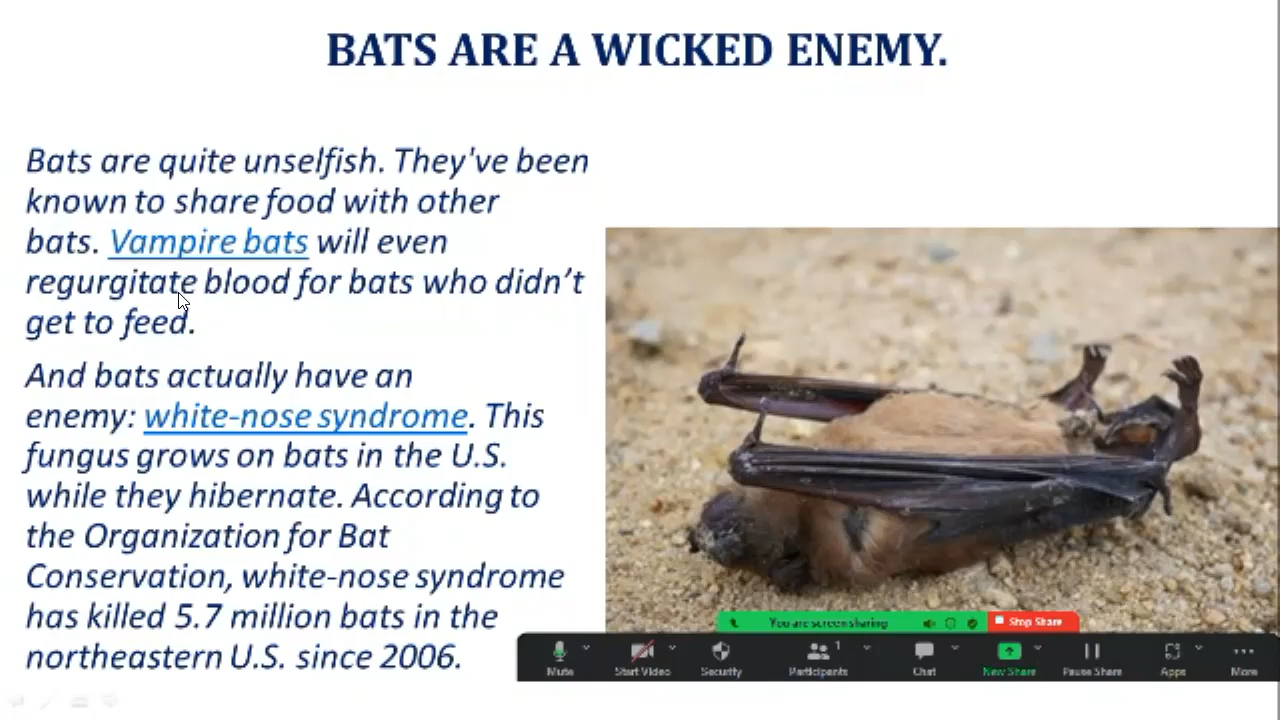 BATS ARE A WICKED ENEMY.
Bats are quite unselfish. They've been
known to share food with other
bats. Vampire bats will even
regurgitate blood for bats who didn’t
get to feed.
And bats actually have an
enemy: white-nose syndrome. This
fungus grows on bats in the U.S.
while they hibernate. According to
the Organization for Bat
Conservation, white-nose syndrome
has killed 5.7 million bats in the
northeastern U.S. since 2006.
You are screen sharing Stop Share
1
Mute Start Video Security Participants Chat New Share Pause Share Apps More